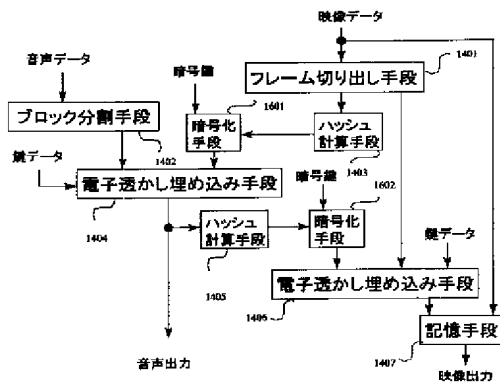 映像データ
音声データ
暗号鍵
フレーム切り出し手段
1401
ブロック分割手段
1402
1601
暗号化
手段
ハッシュ
計算手段
1403
鍵データ
電子透かし埋め込み手段
1404
暗号鍵
1602
ハッシュ
計算手段
1405
暗号化
手段
鍵データ
電子透かし埋め込み手段
1406
記憶手段
1407
音声出力
映像出力